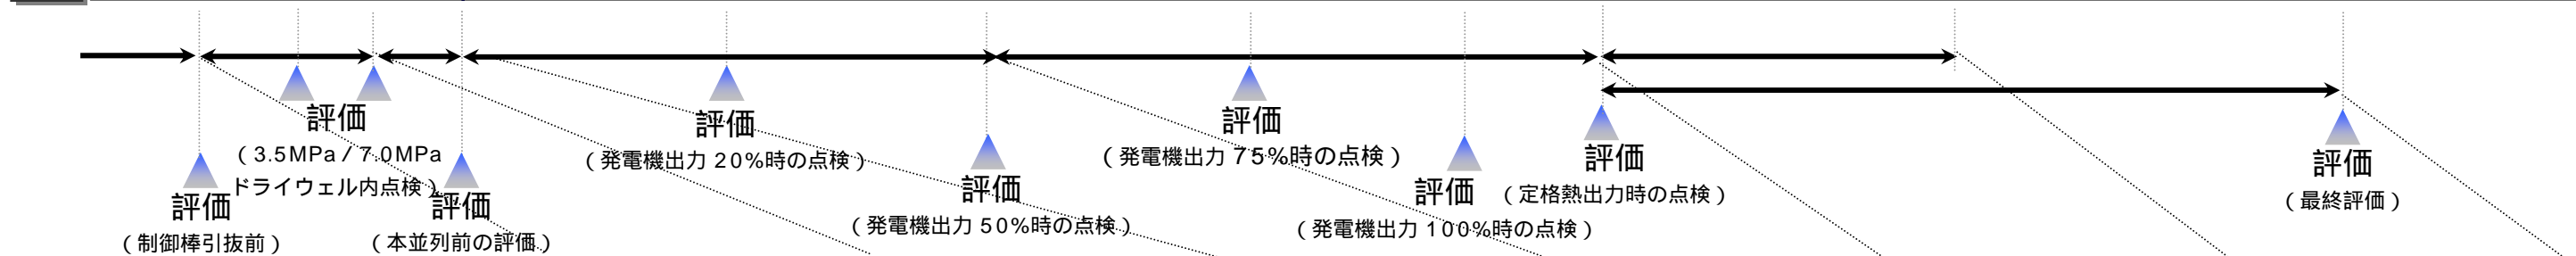 評価
（3.5MPa / 7.0MPa
ドライウェル内点検）
評価
（制御棒引抜前）
評価
（本並列前の評価）
評価
（発電機出力 20%時の点検）
評価
（発電機出力 50%時の点検）
評価
（発電機出力 75%時の点検）
評価
（発電機出力 100%時の点検）
評価
（定格熱出力時の点検）
評価
（最終評価）